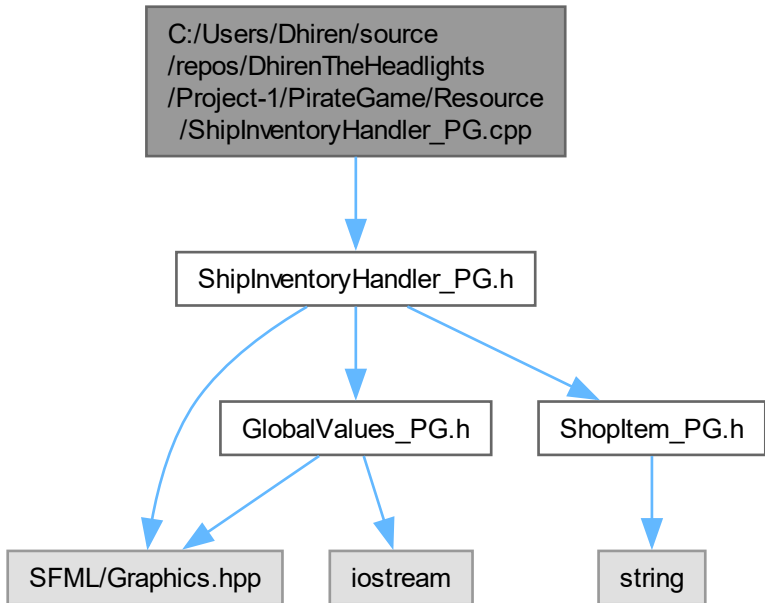 C:/Users/Dhiren/source
/repos/DhirenTheHeadlights
/Project-1/PirateGame/Resource
/ShipInventoryHandler_PG.cpp
ShipInventoryHandler_PG.h
GlobalValues_PG.h
ShopItem_PG.h
SFML/Graphics.hpp
iostream
string